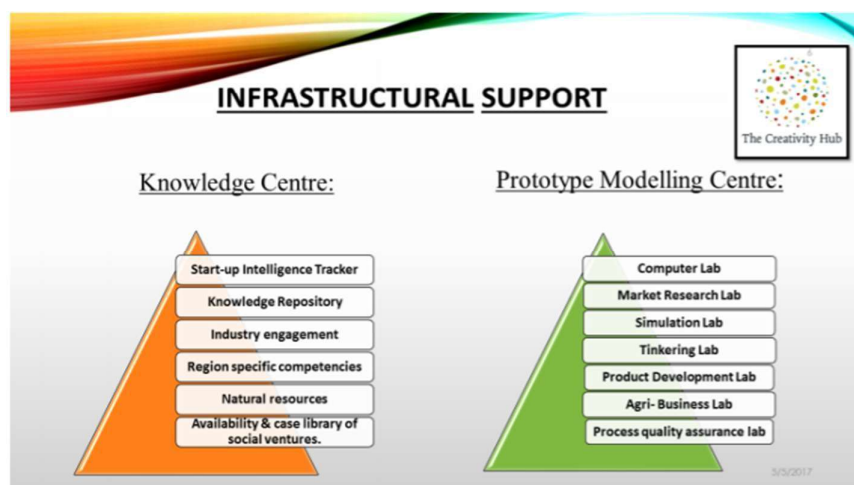 INFRASTRUCTURAL SUPPORT
The Creativity Hub
Knowledge Centre:
Start-up Intelligence Tracker
Knowledge Repository
Industry engagement
Region specific competencies
Natural resources
Availability & case library of
social ventures.
Prototype Modelling Centre:
Computer Lab
Market Research Lab
Simulation Lab
Tinkering Lab
Product Development Lab
Agri- Business Lab
Process quality assurance lab
5/5/2017